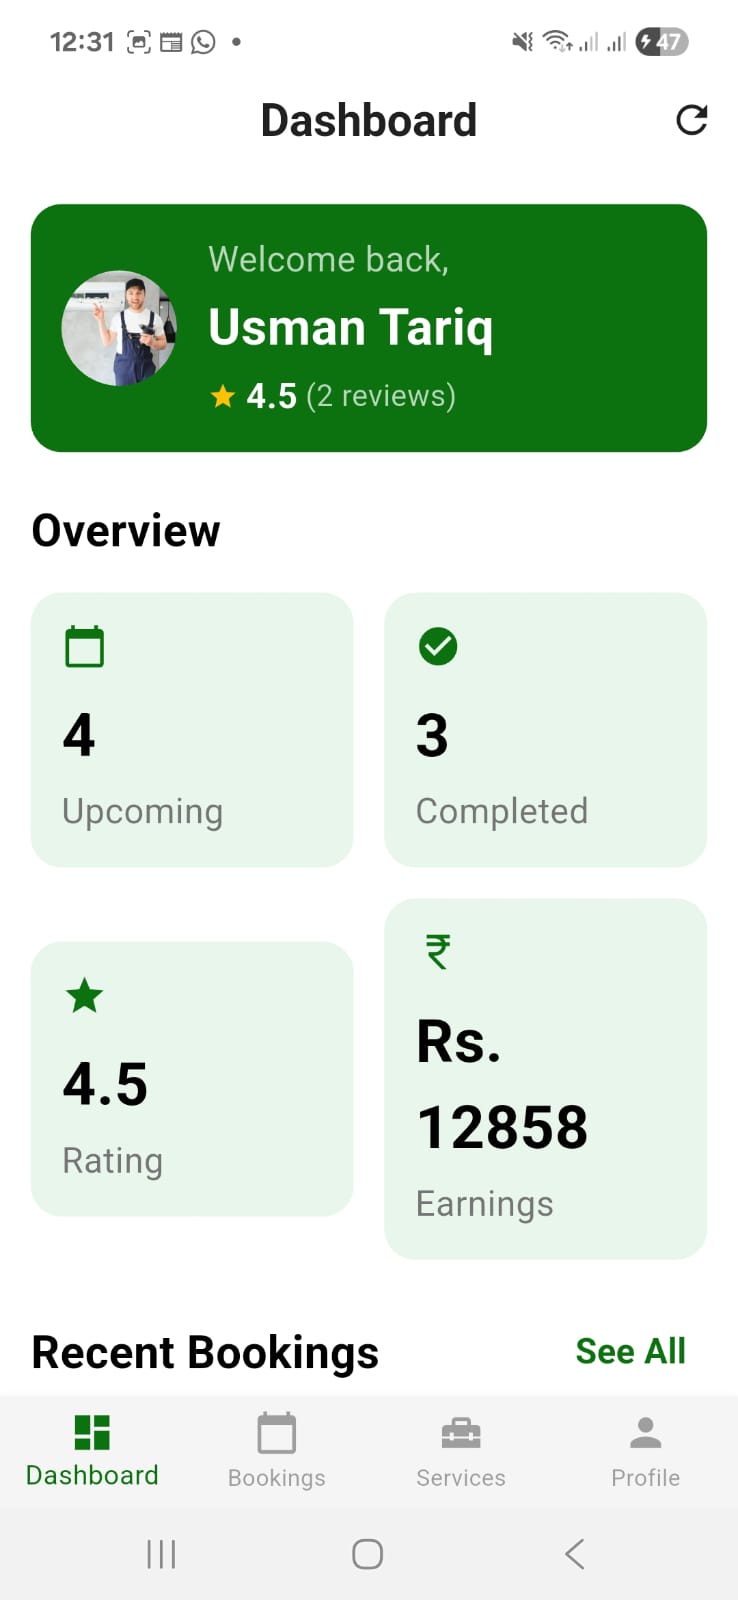 12:31
47
Dashboard
Welcome back,
Usman Tariq
4.5 (2 reviews)
Overview
4
Upcoming
3
Completed
4.5
Rating
₹
Rs.
12858
Earnings
Recent Bookings
See All
Dashboard
Bookings
Services
Profile